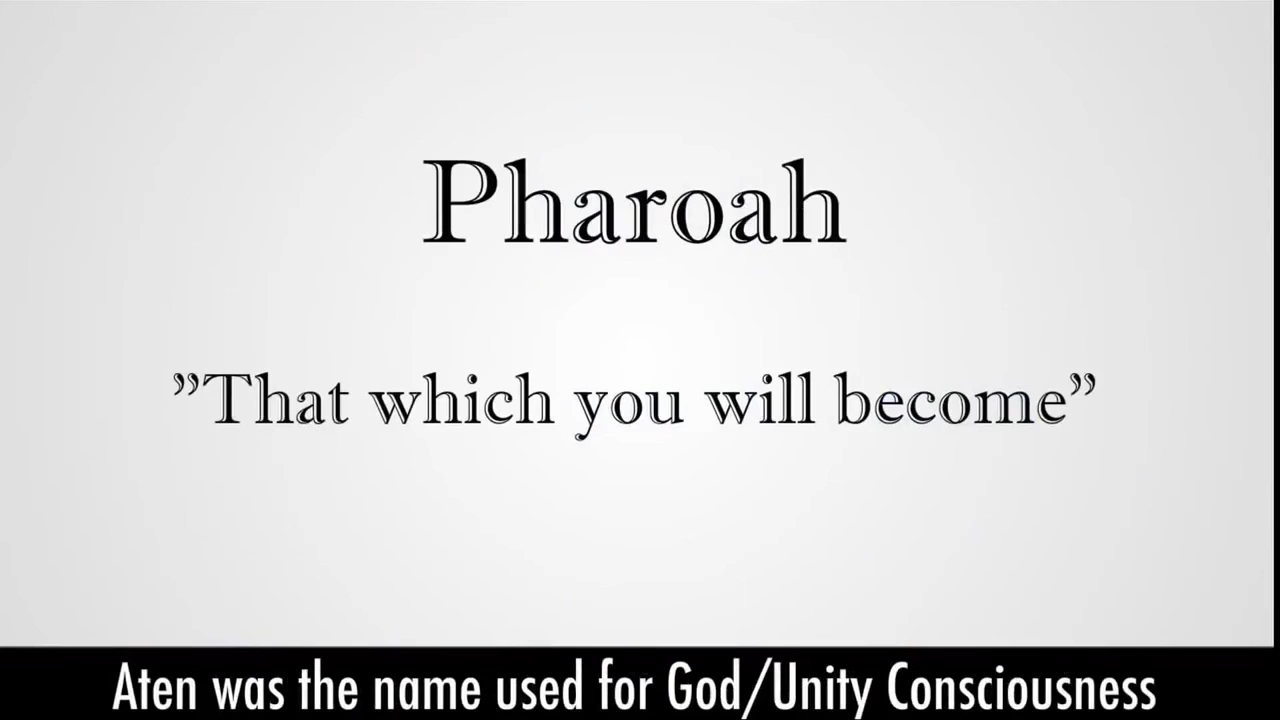 Pharoah
”That which you will become”
Aten was the name used for God/Unity Consciousness